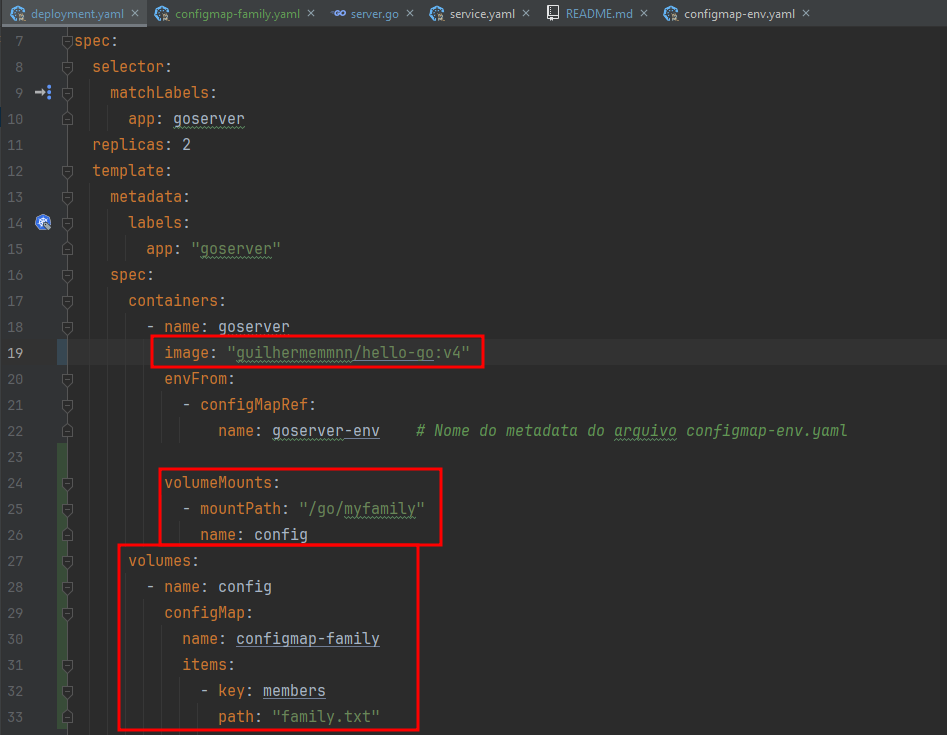 deployment.yaml × configmap-family.yaml × server.go × service.yaml × README.md × configmap-env.yaml ×
7 spec:
8 selector:
9 matchLabels:
10 app: goserver
11 replicas: 2
12 template:
13 metadata:
14 labels:
15 app: "goserver"
16 spec:
17 containers:
18 - name: goserver
19 image: "guilhermemmnn/hello-go:v4"
20 envFrom:
21 - configMapRef:
22 name: goserver-env # Nome do metadata do arquivo configmap-env.yaml
23
24 volumeMounts:
25 - mountPath: "/go/myfamily"
26 name: config
27 volumes:
28 - name: config
29 configMap:
30 name: configmap-family
31 items:
32 - key: members
33 path: "family.txt"